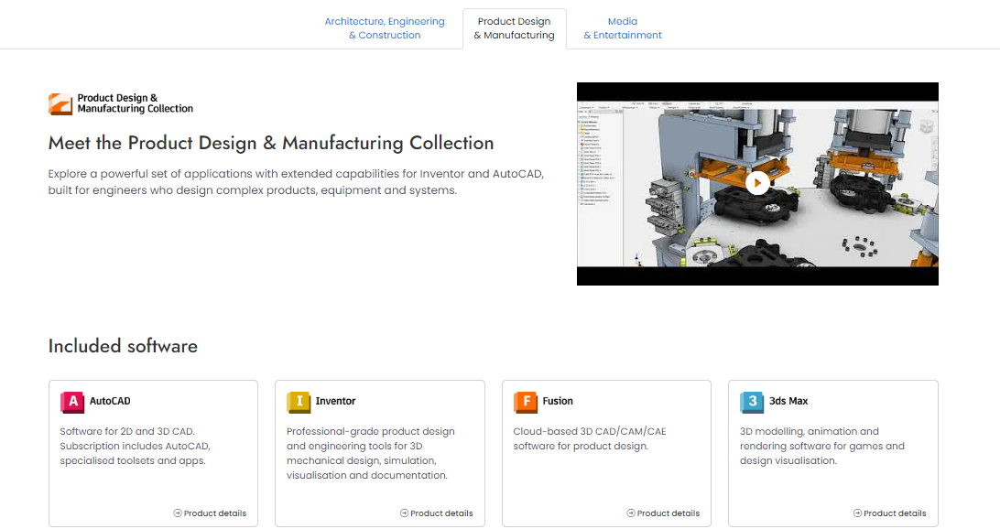 Architecture, Engineering
& Construction
Product Design
& Manufacturing
Media
& Entertainment
Product Design &
Manufacturing Collection
Meet the Product Design & Manufacturing Collection
Explore a powerful set of applications with extended capabilities for Inventor and AutoCAD,
built for engineers who design complex products, equipment and systems.
Included software
A AutoCAD
Software for 2D and 3D CAD.
Subscription includes AutoCAD,
specialised toolsets and apps.
Product details
I Inventor
Professional-grade product design
and engineering tools for 3D
mechanical design, simulation,
visualisation and documentation.
Product details
F Fusion
Cloud-based 3D CAD/CAM/CAE
software for product design.
Product details
3 3ds Max
3D modelling, animation and
rendering software for games and
design visualisation.
Product details